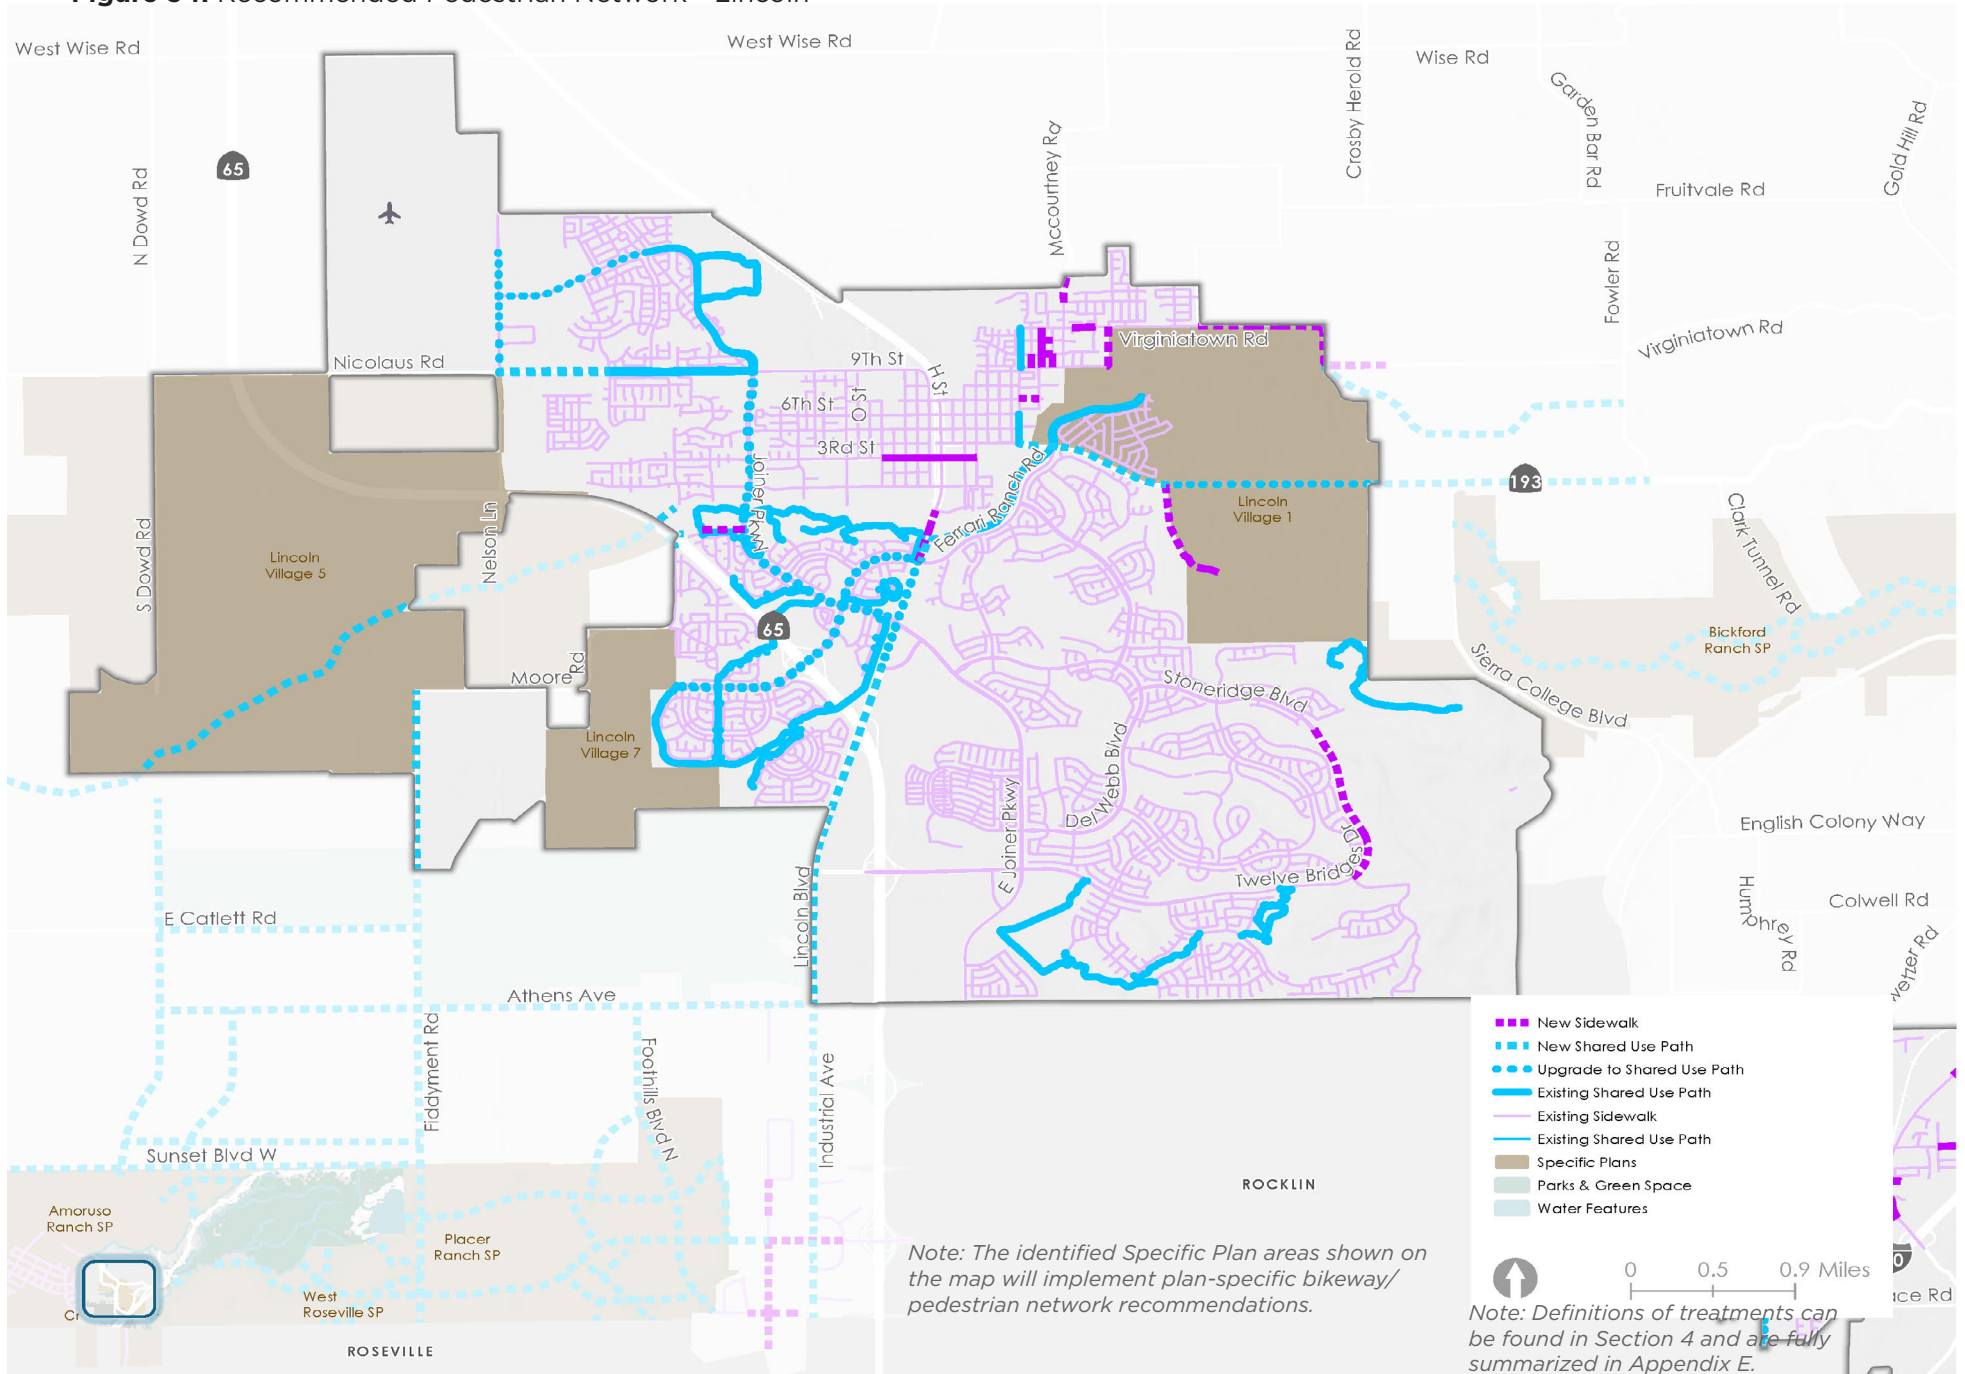 West Wise Rd
West Wise Rd
Wise Rd
Crosby Herold Rd
Garden Bar Rd
Gold Hill Rd
65
N Dowd Rd
Mccourtney Rd
Fruitvale Rd
Fowler Rd
Virginiatown Rd
Virginiatown Rd
Nicolaus Rd
9Th St
H St
6Th St
O St
3Rd St
Joiner Pkwy
Ferrari Ranch Rd
193
Lincoln
Village 1
Clark Tunnel Rd
Nelson Ln
S Dowd Rd
Lincoln
Village 5
65
Bickford
Ranch SP
Moore Rd
Stoneridge Blvd
Sierra College Blvd
Lincoln
Village 7
Del Webb Blvd
E Joiner Pkwy
English Colony Way
Twelve Bridges Dr
Lincoln Blvd
Humphrey Rd
Colwell Rd
E Catlett Rd
Athens Ave
Fiddyment Rd
Foothills Blvd N
Industrial Ave
Sunset Blvd W
New Sidewalk
New Shared Use Path
Upgrade to Shared Use Path
Existing Shared Use Path
Existing Sidewalk
Existing Shared Use Path
Specific Plans
Parks & Green Space
Water Features
0 0.5 0.9 Miles
ROCKLIN
Amoruso
Ranch SP
Placer
Ranch SP
West
Roseville SP
ROSEVILLE
Note: The identified Specific Plan areas shown on
the map will implement plan-specific bikeway/
pedestrian network recommendations.
Note: Definitions of treatments can
be found in Section 4 and are fully
summarized in Appendix E.